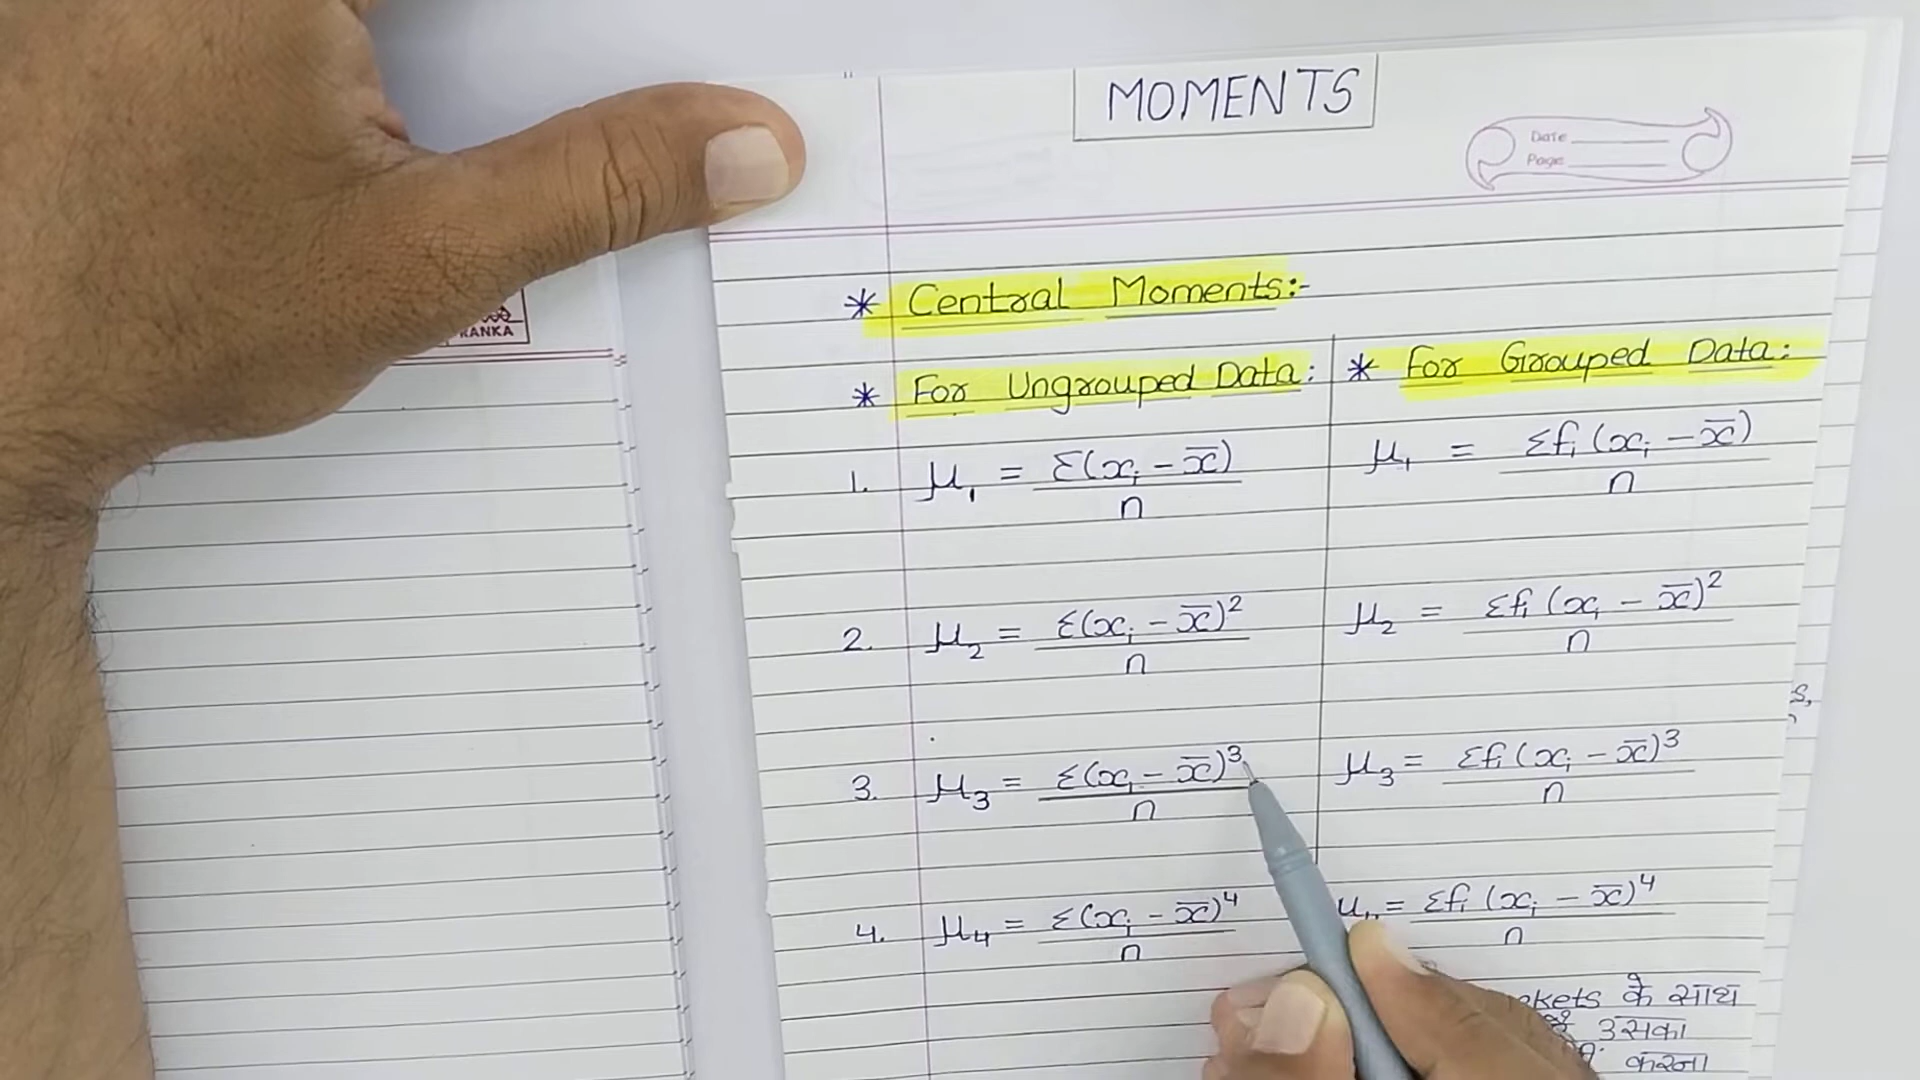 MOMENTS
Date
Page
RANKA
* Central Moments:-
* For Ungrouped Data:
1. μ₁ = Σ(xᵢ - x̅) / n
2. μ₂ = Σ(xᵢ - x̅)² / n
3. μ₃ = Σ(xᵢ - x̅)³ / n
4. μ₄ = Σ(xᵢ - x̅)⁴ / n
* For Grouped Data:
μ₁ = Σfᵢ (xᵢ - x̅) / n
μ₂ = Σfᵢ (xᵢ - x̅)² / n
μ₃ = Σfᵢ (xᵢ - x̅)³ / n
= Σfᵢ (xᵢ - x̅)⁴ / n
के साथ
उसका
करना